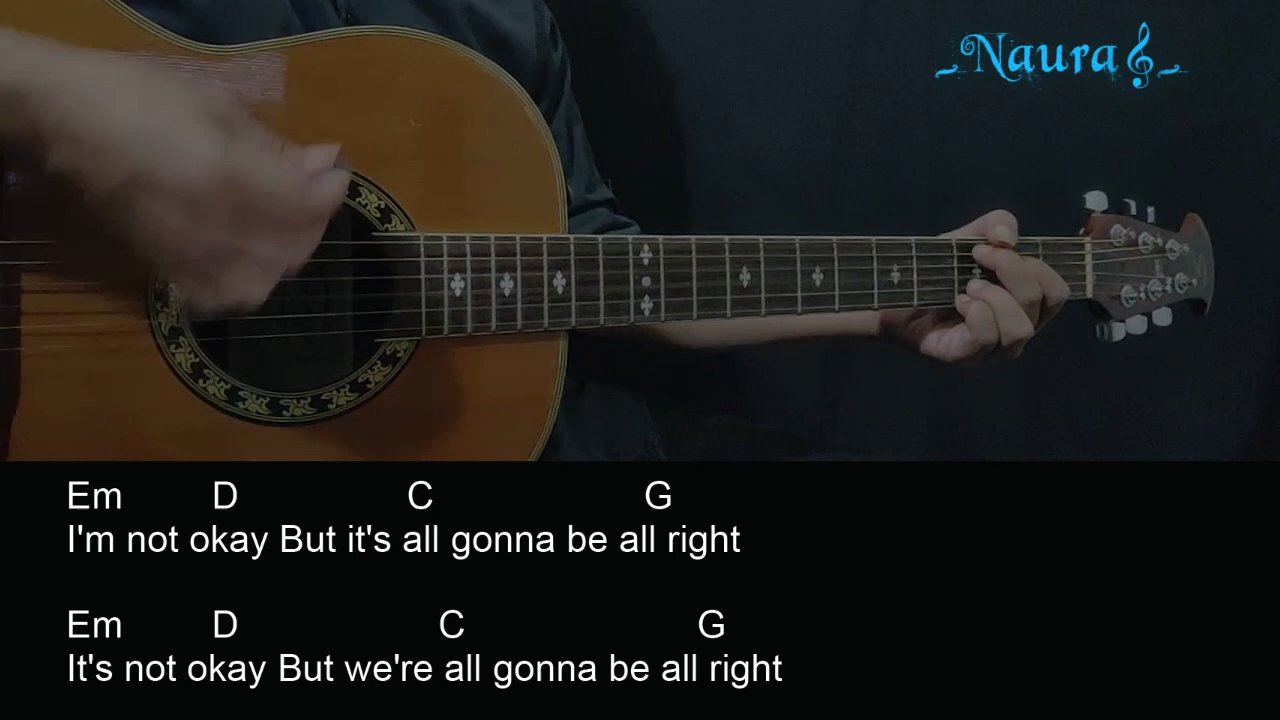 Naura
Em D C G
I'm not okay But it's all gonna be all right
Em D C G
It's not okay But we're all gonna be all right